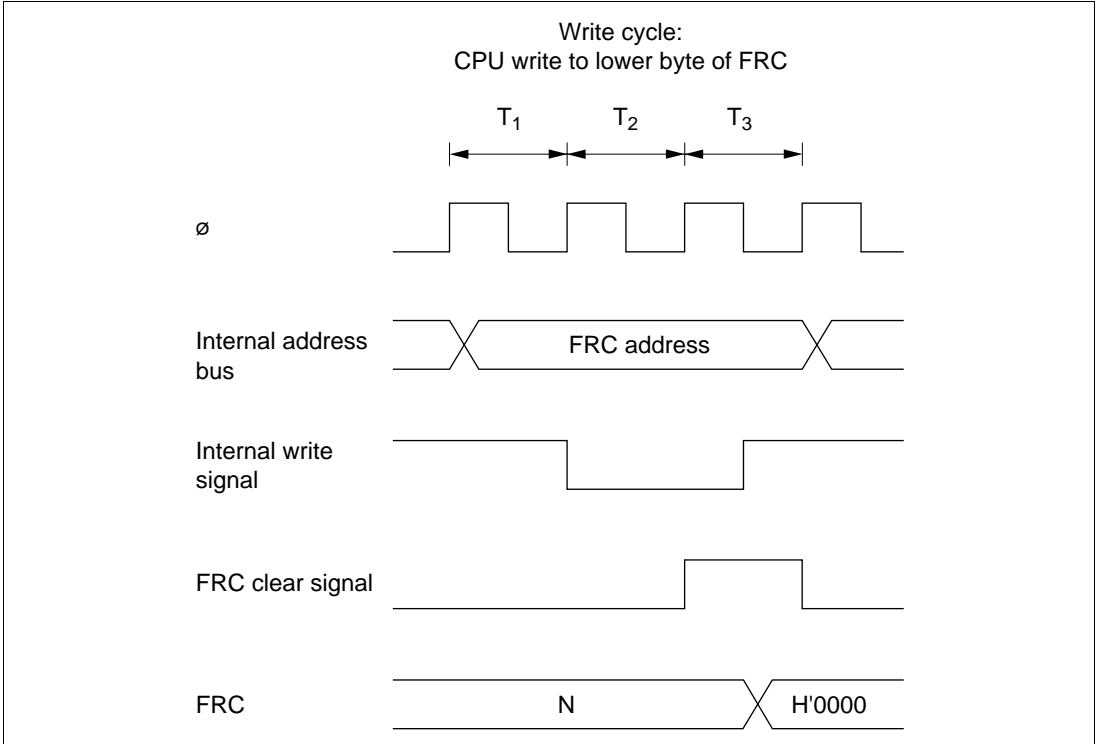 Write cycle:
CPU write to lower byte of FRC
T1 T2 T3
ø
Internal address
bus
FRC address
Internal write
signal
FRC clear signal
FRC N H'0000